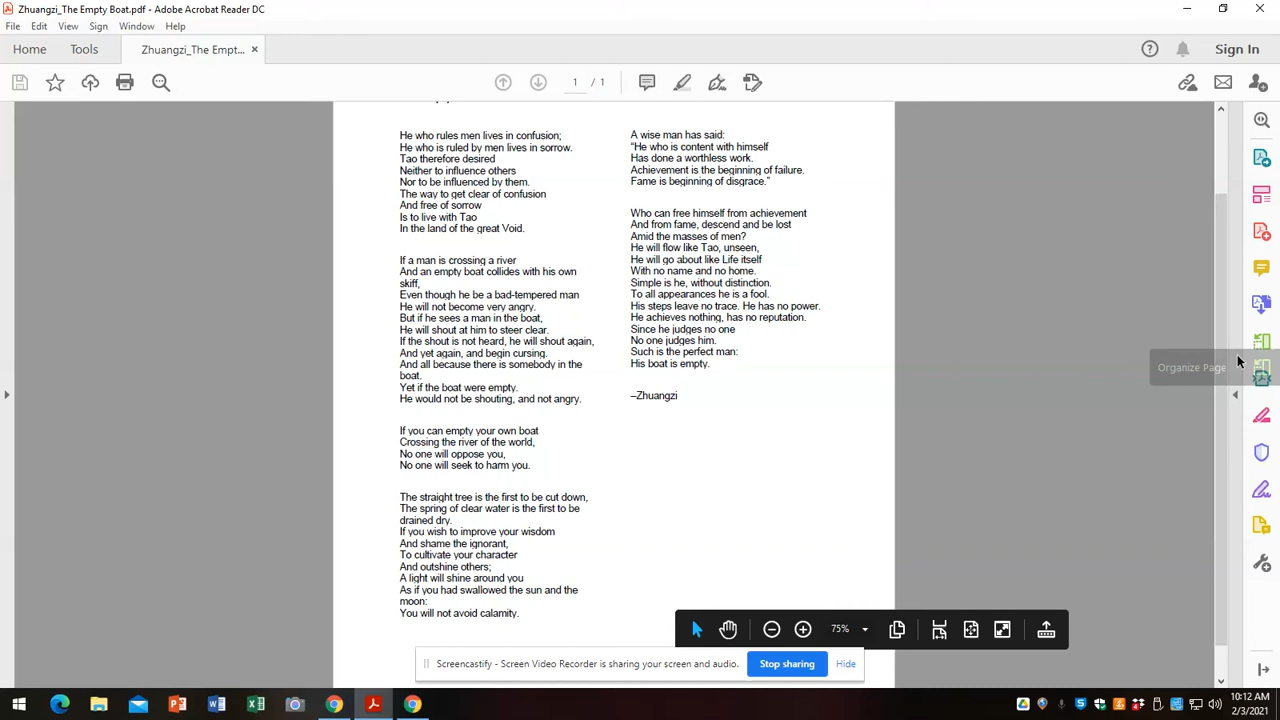 Zhuangzi_The Empty Boat.pdf - Adobe Acrobat Reader DC
File Edit View Sign Window Help
Home Tools Zhuangzi_The Empt... × Sign In
1 / 1
He who rules men lives in confusion;
He who is ruled by men lives in sorrow.
Tao therefore desired
Neither to influence others
Nor to be influenced by them.
The way to get clear of confusion
And free of sorrow
Is to live with Tao
In the land of the great Void.
If a man is crossing a river
And an empty boat collides with his own
skiff,
Even though he be a bad-tempered man
He will not become very angry.
But if he sees a man in the boat,
He will shout at him to steer clear.
If the shout is not heard, he will shout again,
And yet again, and begin cursing.
And all because there is somebody in the
boat.
Yet if the boat were empty.
He would not be shouting, and not angry.
If you can empty your own boat
Crossing the river of the world,
No one will oppose you,
No one will seek to harm you.
The straight tree is the first to be cut down,
The spring of clear water is the first to be
drained dry.
If you wish to improve your wisdom
And shame the ignorant,
To cultivate your character
And outshine others;
A light will shine around you
As if you had swallowed the sun and the
moon:
You will not avoid calamity.
A wise man has said:
“He who is content with himself
Has done a worthless work.
Achievement is the beginning of failure.
Fame is beginning of disgrace.”
Who can free himself from achievement
And from fame, descend and be lost
Amid the masses of men?
He will flow like Tao, unseen,
He will go about like Life itself
With no name and no home.
Simple is he, without distinction.
To all appearances he is a fool.
His steps leave no trace. He has no power.
He achieves nothing, has no reputation.
Since he judges no one
No one judges him.
Such is the perfect man:
His boat is empty.
–Zhuangzi
Organize Page
75%
Screencastify - Screen Video Recorder is sharing your screen and audio. Stop sharing Hide
10:12 AM
2/3/2021